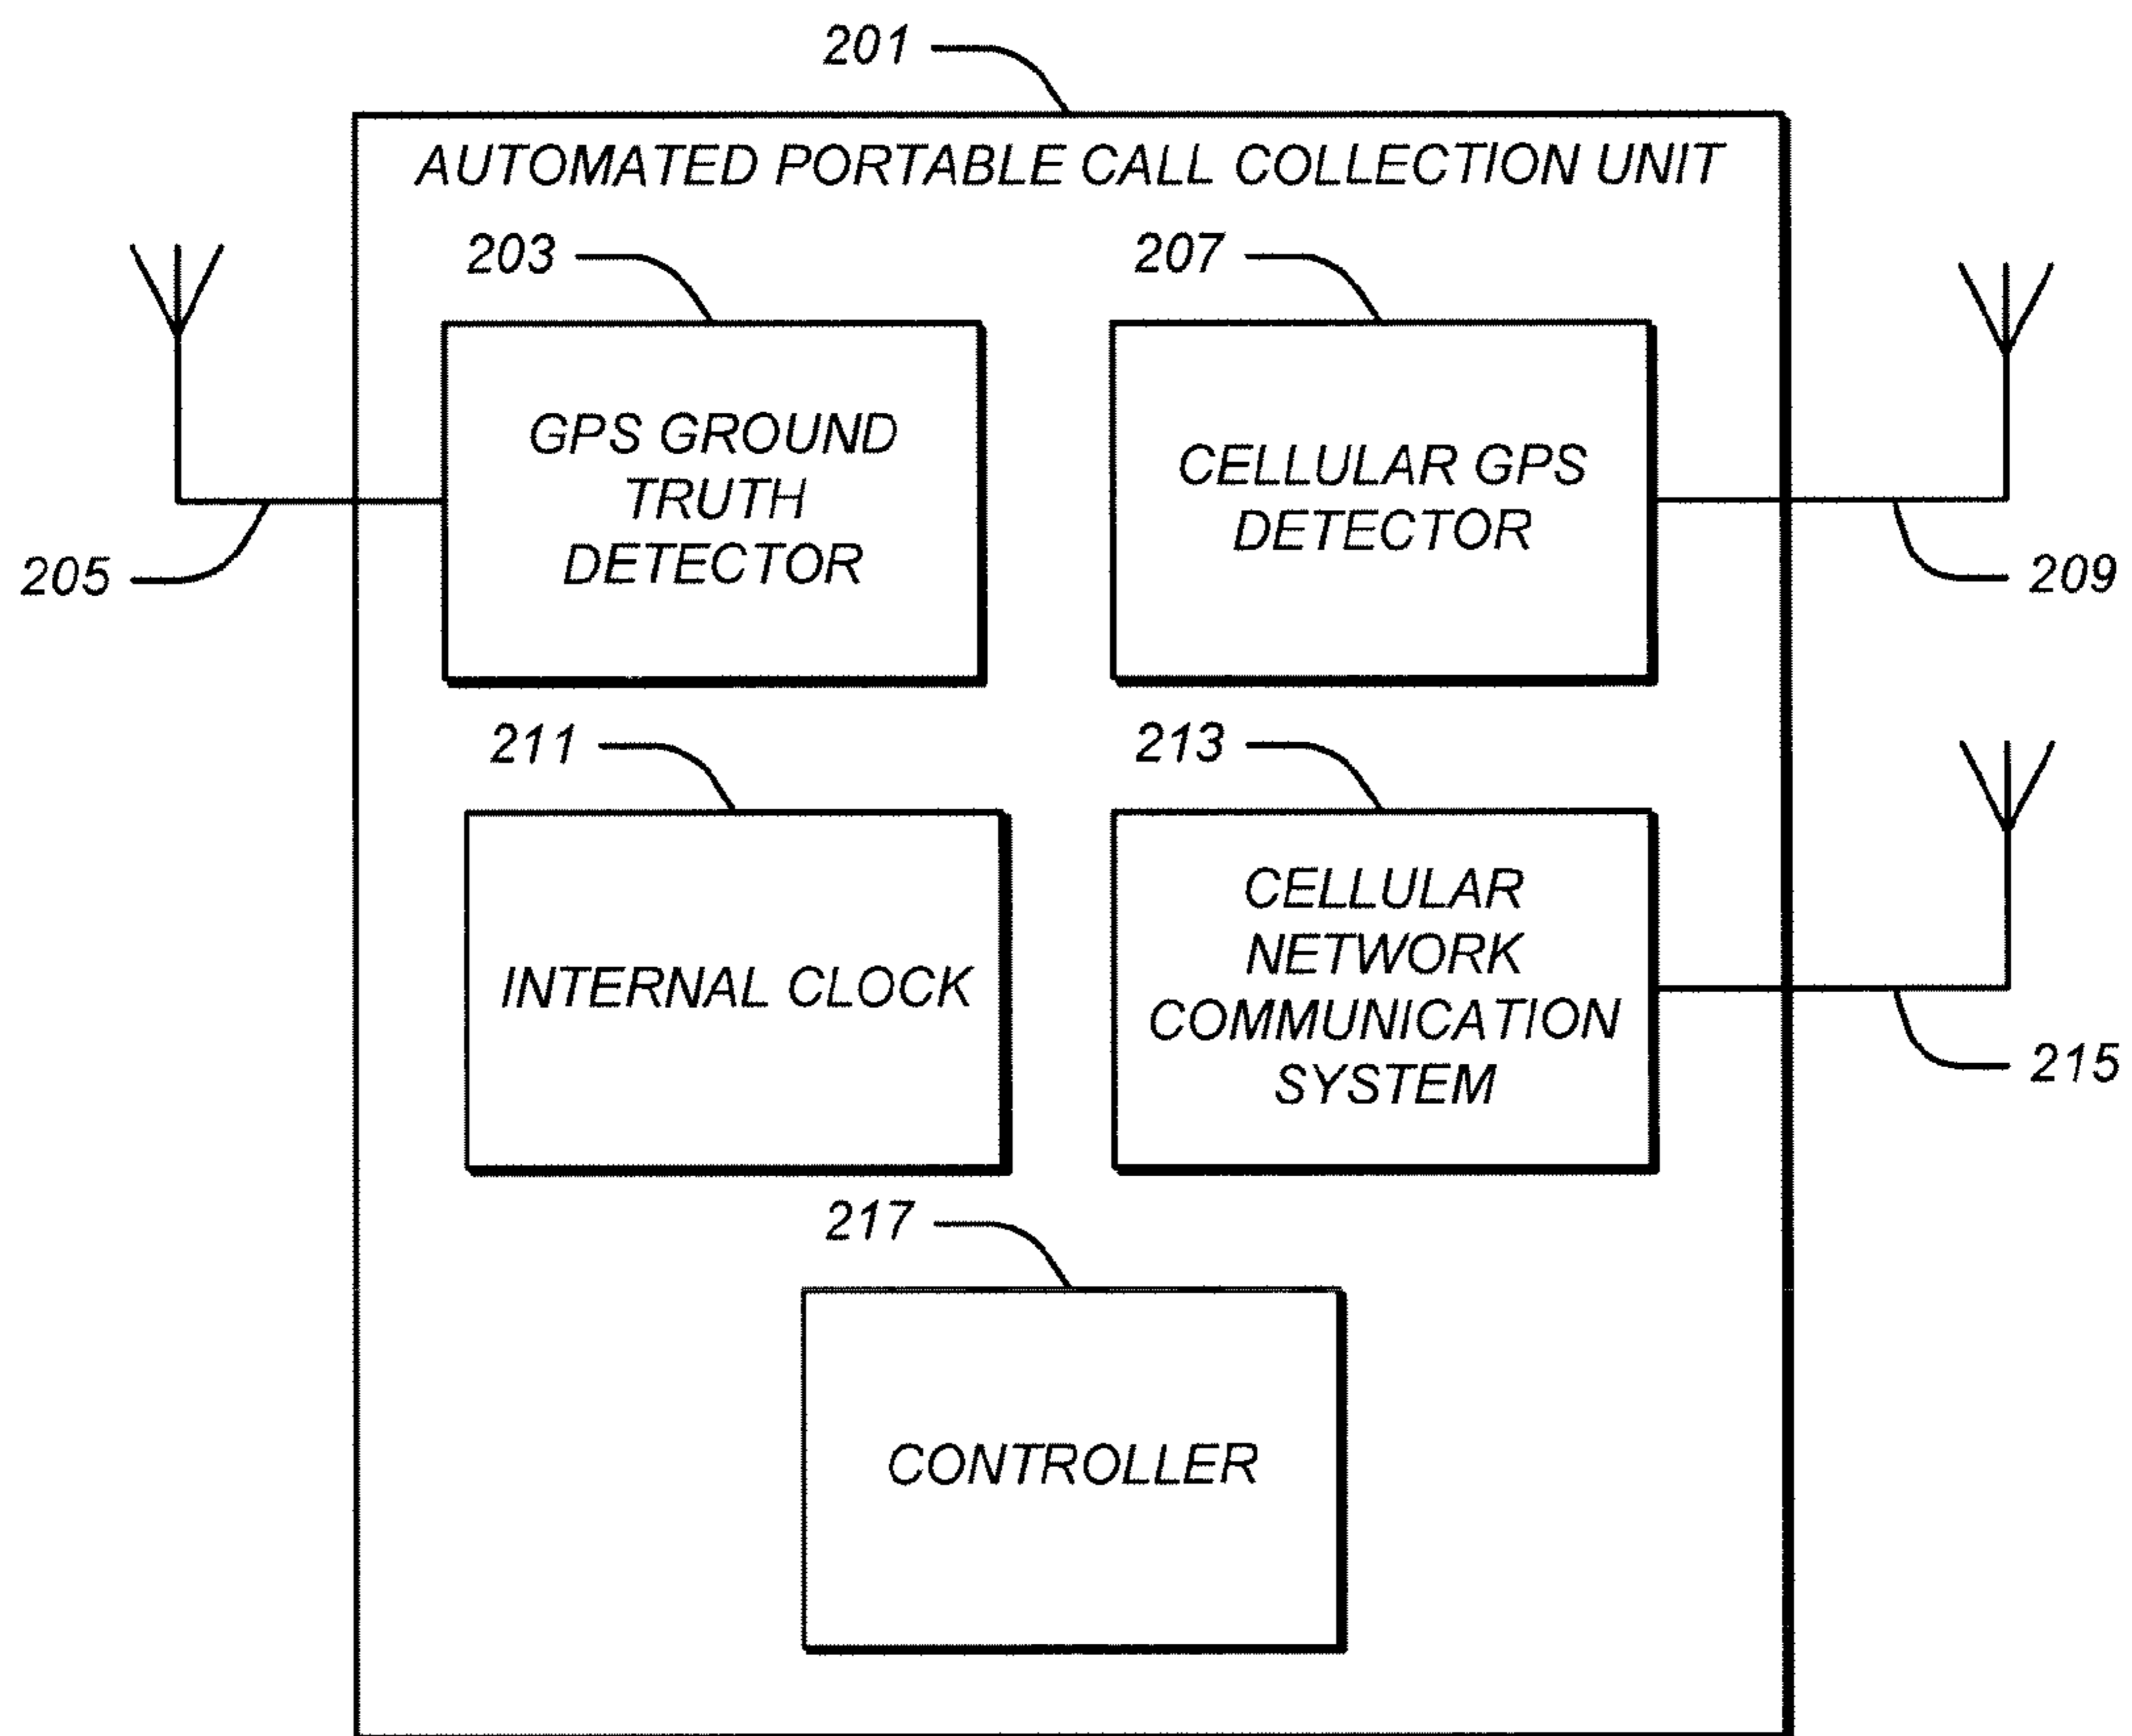 201
AUTOMATED PORTABLE CALL COLLECTION UNIT
203
207
GPS GROUND
TRUTH
DETECTOR
CELLULAR GPS
DETECTOR
205
209
211
213
INTERNAL CLOCK
CELLULAR
NETWORK
COMMUNICATION
SYSTEM
215
217
CONTROLLER